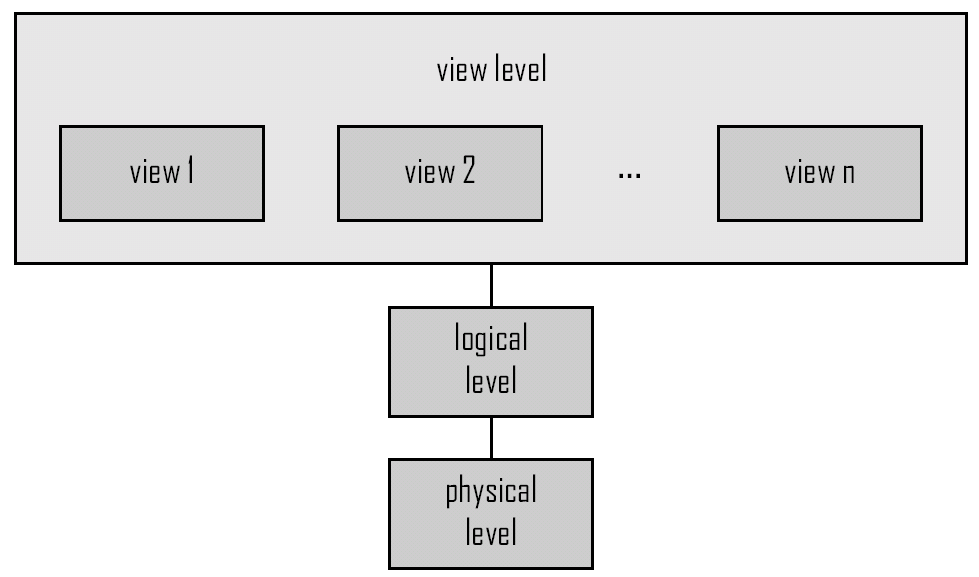 view level
view 1
view 2
...
view n
logical
level
physical
level